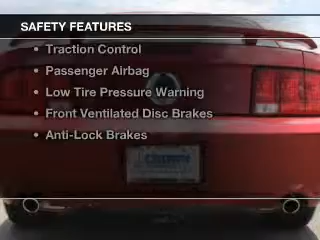 SAFETY FEATURES
• Traction Control
• Passenger Airbag
• Low Tire Pressure Warning
• Front Ventilated Disc Brakes
• Anti-Lock Brakes